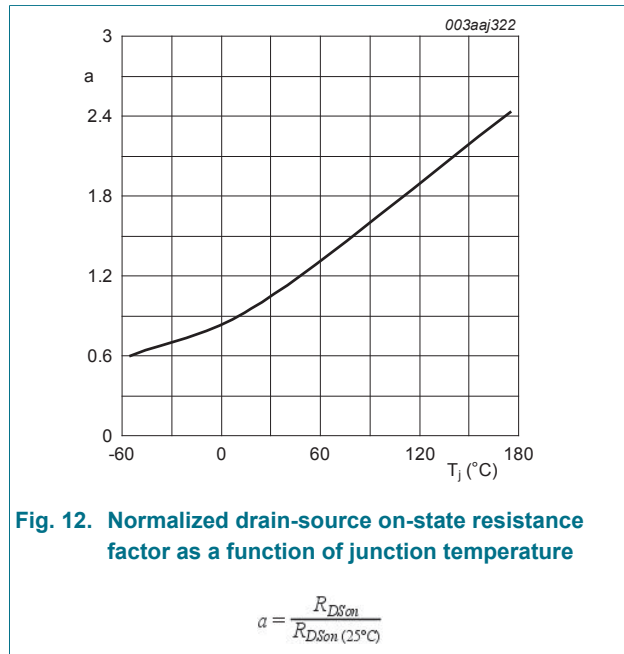 003aaj322
3
a
2.4
1.8
1.2
0.6
0
-60 0 60 120 180
Tj (°C)
Fig. 12. Normalized drain-source on-state resistance
factor as a function of junction temperature
a = RDSon / RDSon (25°C)